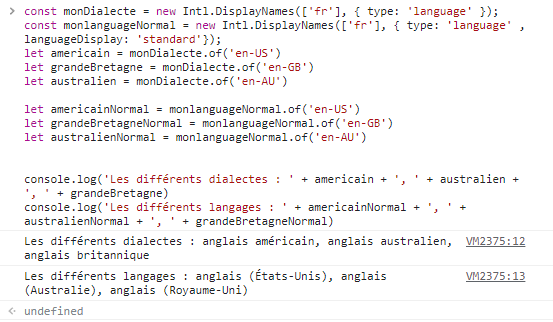 > const monDialecte = new Intl.DisplayNames(['fr'], { type: 'language' });
const monlanguageNormal = new Intl.DisplayNames(['fr'], { type: 'language' ,
languageDisplay: 'standard'});
let americain = monDialecte.of('en-US')
let grandeBretagne = monDialecte.of('en-GB')
let australien = monDialecte.of('en-AU')
let americainNormal = monlanguageNormal.of('en-US')
let grandeBretagneNormal = monlanguageNormal.of('en-GB')
let australienNormal = monlanguageNormal.of('en-AU')
console.log('Les différents dialectes : ' + americain + ', ' + australien +
', ' + grandeBretagne)
console.log('Les différents langages : ' + americainNormal + ', ' +
australienNormal + ', ' + grandeBretagneNormal)
Les différents dialectes : anglais américain, anglais australien, VM2375:12
anglais britannique
Les différents langages : anglais (États-Unis), anglais VM2375:13
(Australie), anglais (Royaume-Uni)
undefined